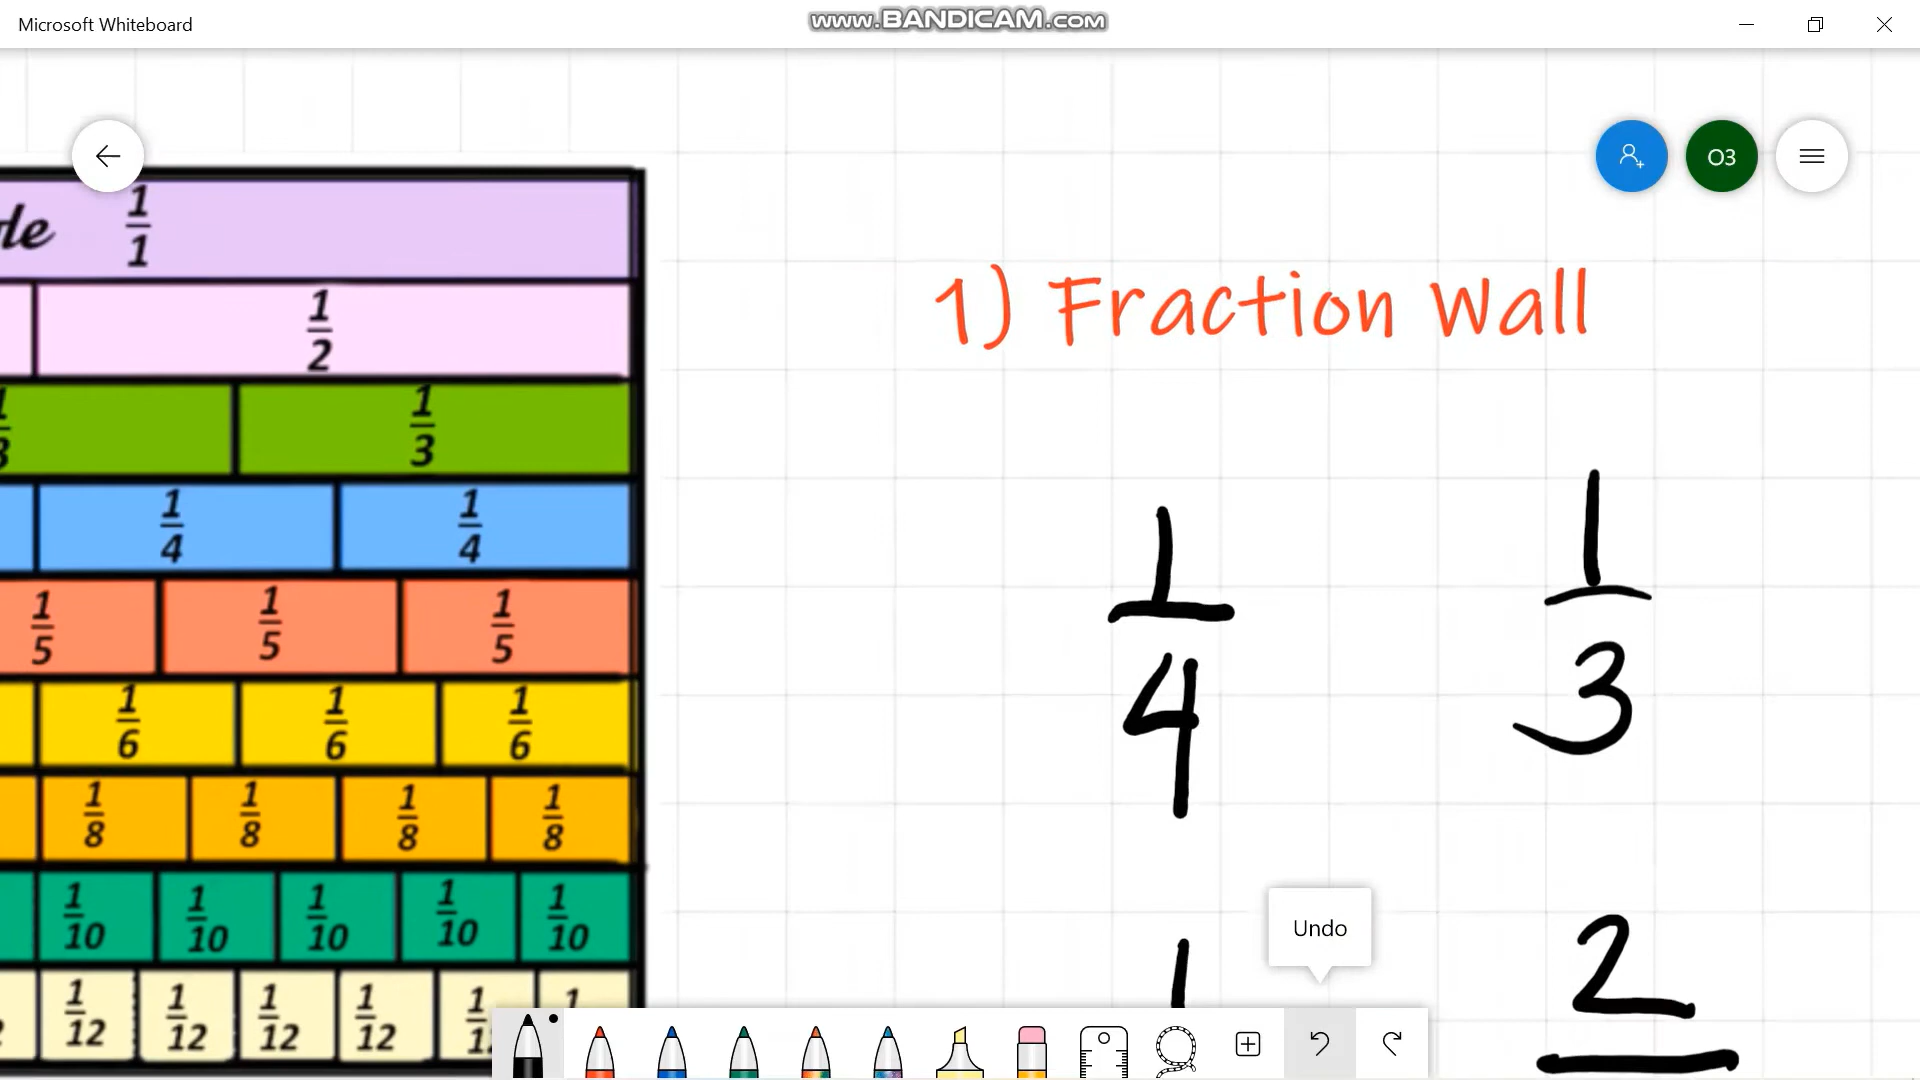 Microsoft Whiteboard
www.BANDICAM.com
O3
1/1
1) Fraction Wall
1/2
1/3
1/4 1/4
1/5 1/5 1/5
1/6 1/6 1/6
1/8 1/8 1/8 1/8
1/10 1/10 1/10 1/10 1/10
1/12 1/12 1/12 1/12
1/4 1/3
1 2
Undo